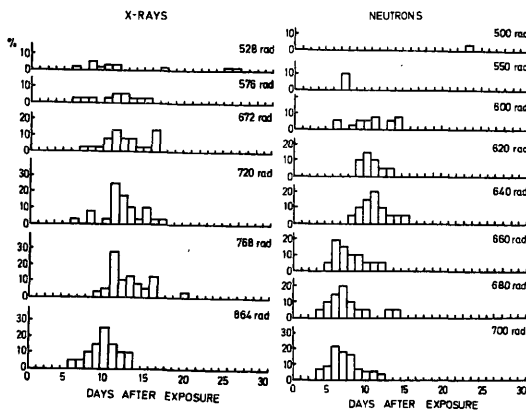 X-RAYS
%
10
0
528 rad
10
0
576 rad
20
10
0
672 rad
30
20
10
0
720 rad
30
20
10
0
768 rad
30
20
10
0
864 rad
0 5 10 15 20 25 30
DAYS AFTER EXPOSURE
NEUTRONS
10
0
500 rad
10
0
550 rad
10
0
600 rad
20
10
0
620 rad
20
10
0
640 rad
20
10
0
660 rad
20
10
0
680 rad
20
10
0
700 rad
5 10 15 20 25 30
DAYS AFTER EXPOSURE